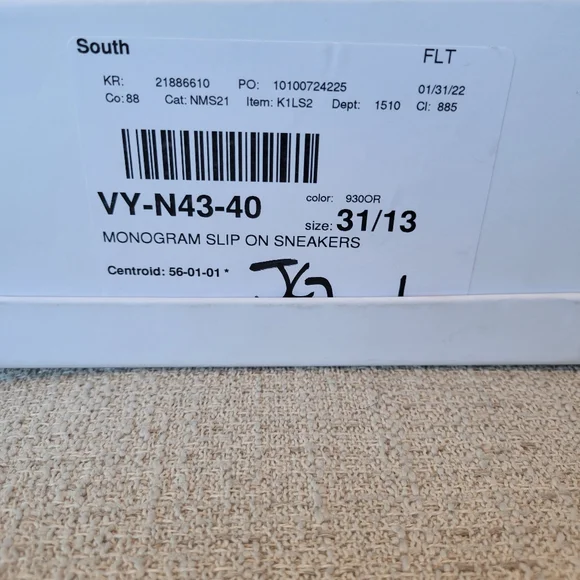 South FLT
KR: 21886610 PO: 10100724225 01/31/22
Co: 88 Cat: NMS21 Item: K1LS2 Dept: 1510 Cl: 885
VY-N43-40 color: 930OR
size: 31/13
MONOGRAM SLIP ON SNEAKERS
Centroid: 56-01-01 *